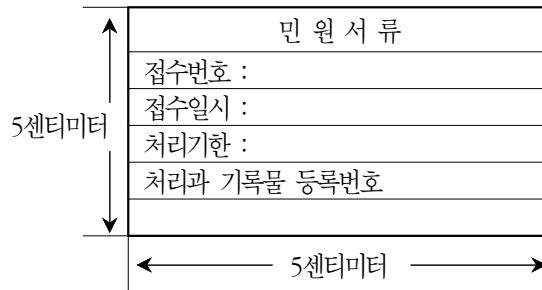 민 원 서 류
접수번호 :
접수일시 :
5센티미터
처리기한 :
처리과 기록물 등록번호
5센티미터